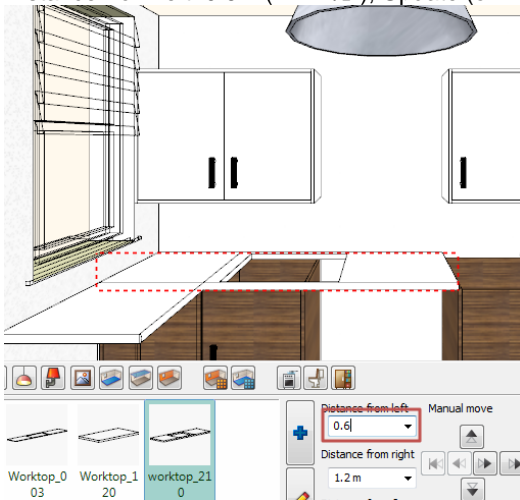 Distance from left
Manual move
0.6
Distance from right
1.2 m
Worktop_0
03
Worktop_1
20
worktop_21
0